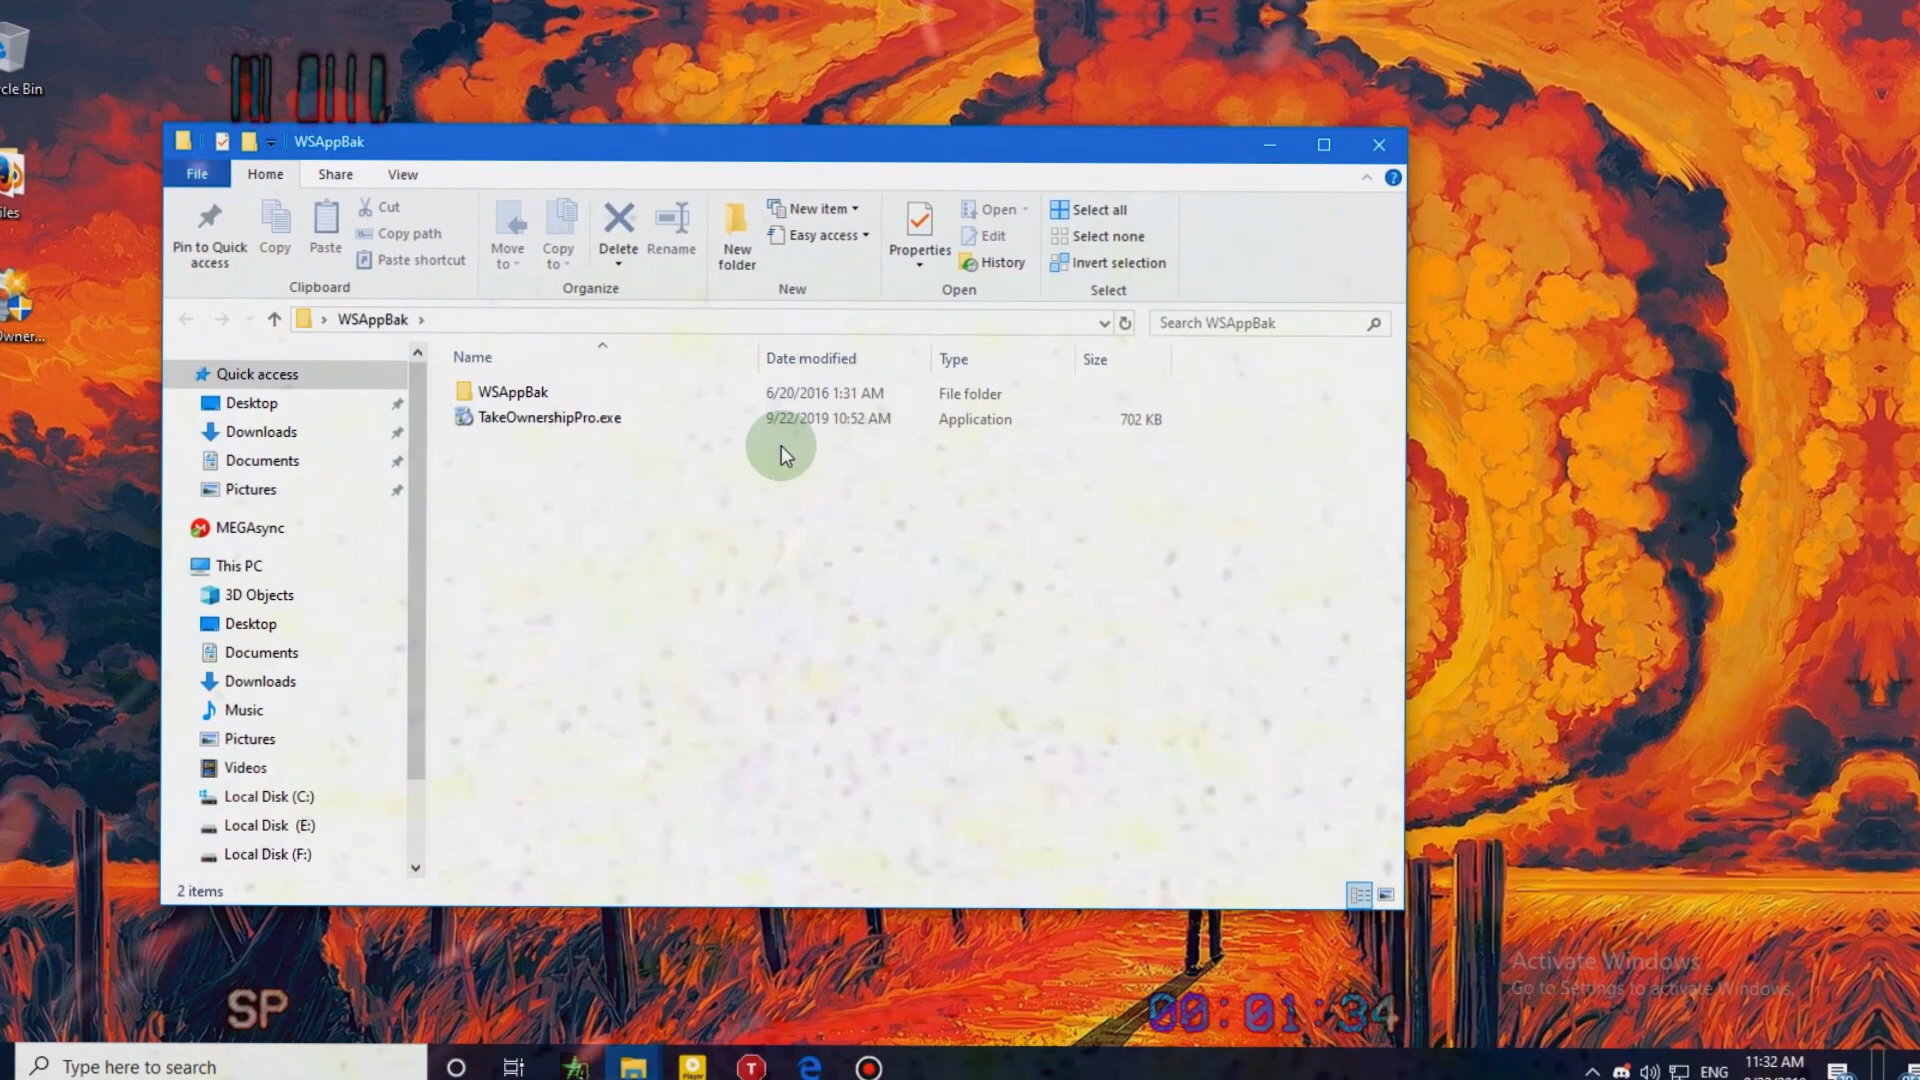 cle Bin
iles
Owner...
WSAppBak
File Home Share View
Pin to Quick access
Copy
Paste
Cut
Copy path
Paste shortcut
Clipboard
Move to
Copy to
Delete
Rename
Organize
New folder
New item
Easy access
New
Properties
Open
Edit
History
Open
Select all
Select none
Invert selection
Select
WSAppBak
Search WSAppBak
Name Date modified Type Size
WSAppBak 6/20/2016 1:31 AM File folder
TakeOwnershipPro.exe 9/22/2019 10:52 AM Application 702 KB
Quick access
Desktop
Downloads
Documents
Pictures
MEGAsync
This PC
3D Objects
Desktop
Documents
Downloads
Music
Pictures
Videos
Local Disk (C:)
Local Disk (E:)
Local Disk (F:)
2 items
Activate Windows
Go to Settings to activate Windows.
SP
00:01:34
Type here to search
ENG
11:32 AM